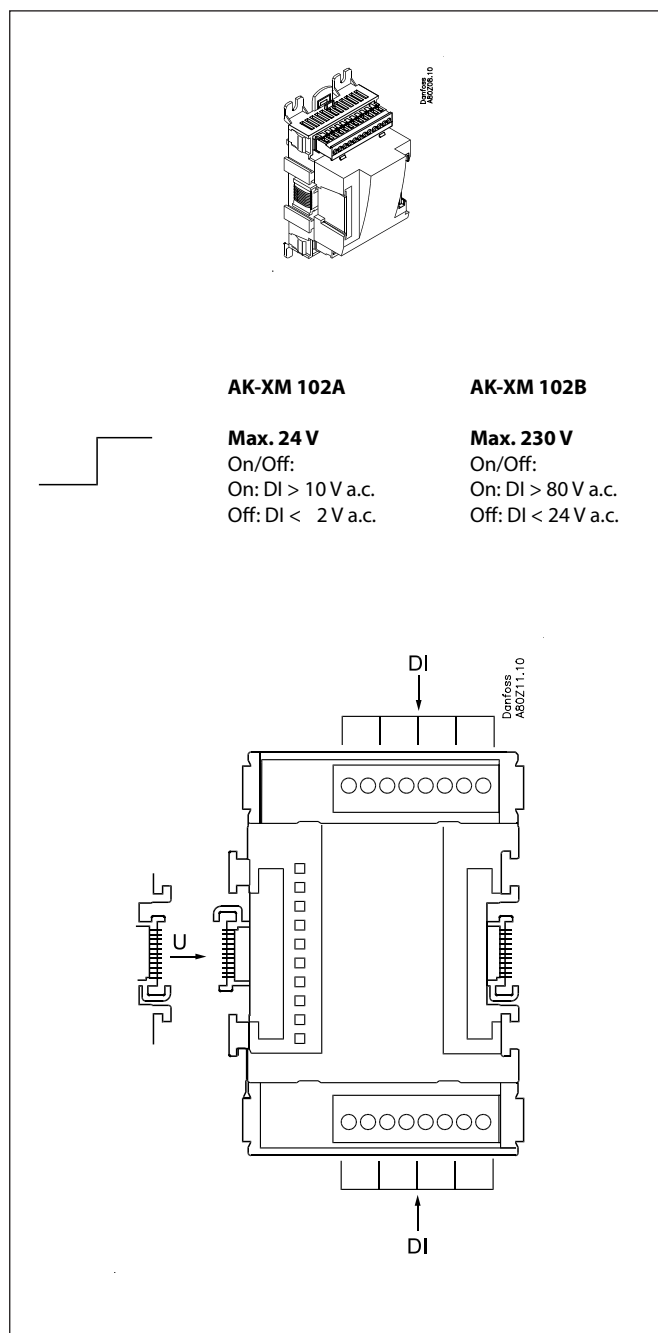 Danfoss
A80Z08.10
AK-XM 102A
Max. 24 V
On/Off:
On: DI > 10 V a.c.
Off: DI < 2 V a.c.
AK-XM 102B
Max. 230 V
On/Off:
On: DI > 80 V a.c.
Off: DI < 24 V a.c.
DI
Danfoss
A80Z11.10
U
DI